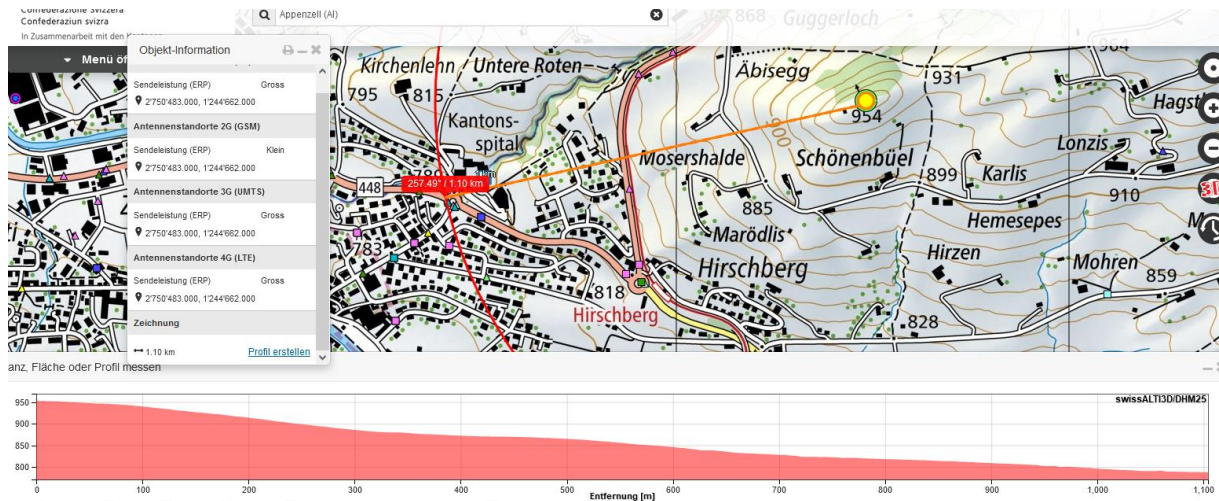 Confederazione Svizzera
Confederaziun svizra
In Zusammenarbeit mit den
Appenzell (AI)
Menü
Objekt-Information
Sendeleistung (ERP) Gross
2'750'483.000, 1'244'662.000
Antennenstandorte 2G (GSM)
Sendeleistung (ERP) Klein
2'750'483.000, 1'244'662.000
Antennenstandorte 3G (UMTS)
Sendeleistung (ERP) Gross
2'750'483.000, 1'244'662.000
Antennenstandorte 4G (LTE)
Sendeleistung (ERP) Gross
2'750'483.000, 1'244'662.000
Zeichnung
1.10 km Profil erstellen
868 Guggerloch
964
Kirchenlehn Untere Roten
Äbisegg
931
795
815
Kantons-
spital
900
954
Mosershalde
Schönenbüel
Lonzis
448
257.49° / 1.10 km
899
Karlis
910
885
Hemesepes
783
Marödlis
Hirzen
Hirschberg
Mohren
859
818
Hirschberg
828
3D
anz, Fläche oder Profil messen
swissALTI3D/DHM25
950
900
850
800
0 100 200 300 400 500 600 700 800 900 1,000 1,100
Entfernung [m]